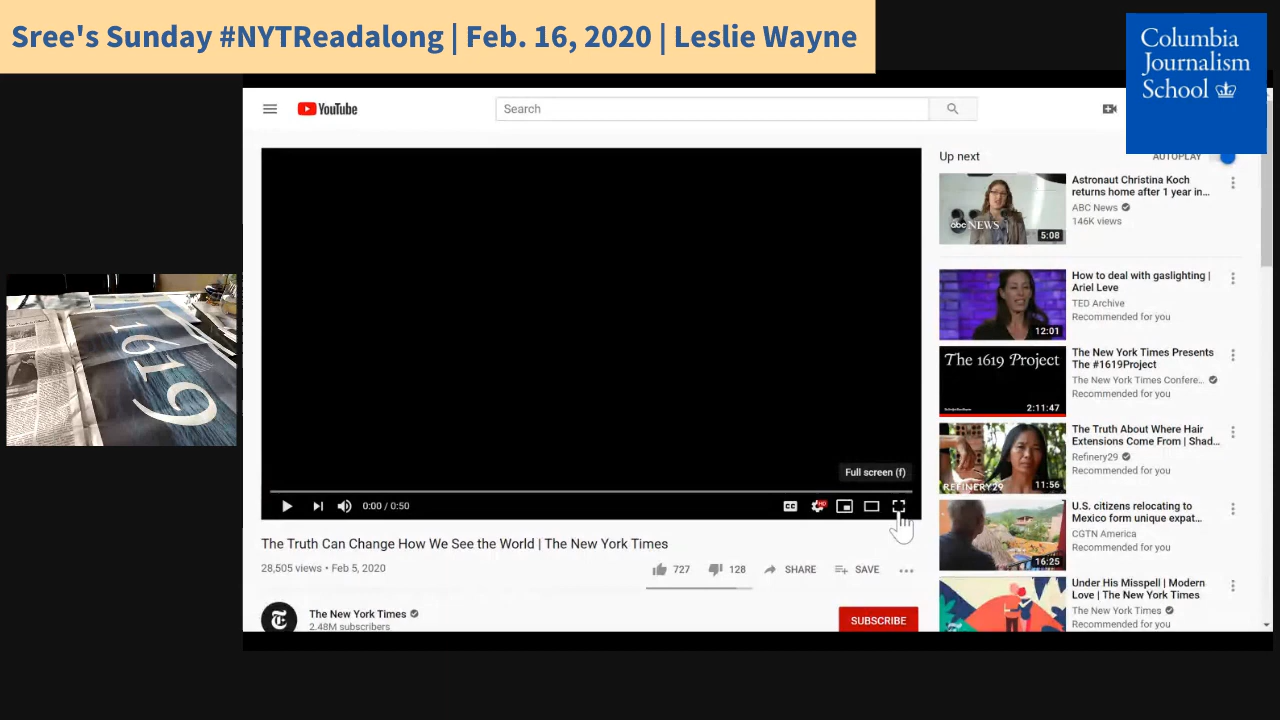 Sree's Sunday #NYTReadalong | Feb. 16, 2020 | Leslie Wayne
Columbia
Journalism
School
YouTube
Search
1619
Full screen (f)
0:00 / 0:50
CC
HD
The Truth Can Change How We See the World | The New York Times
28,505 views • Feb 5, 2020
727
128
SHARE
SAVE
The New York Times
2.48M subscribers
SUBSCRIBE
Up next
AUTOPLAY
abc NEWS
5:08
Astronaut Christina Koch
returns home after 1 year in…
ABC News
146K views
12:01
How to deal with gaslighting |
Ariel Leve
TED Archive
Recommended for you
The 1619 Project
2:11:47
The New York Times Presents
The #1619Project
The New York Times Confere…
Recommended for you
REFINERY29
11:56
The Truth About Where Hair
Extensions Come From | Shad…
Refinery29
Recommended for you
16:25
U.S. citizens relocating to
Mexico form unique expat…
CGTN America
Recommended for you
Under His Misspell | Modern
Love | The New York Times
The New York Times
Recommended for you